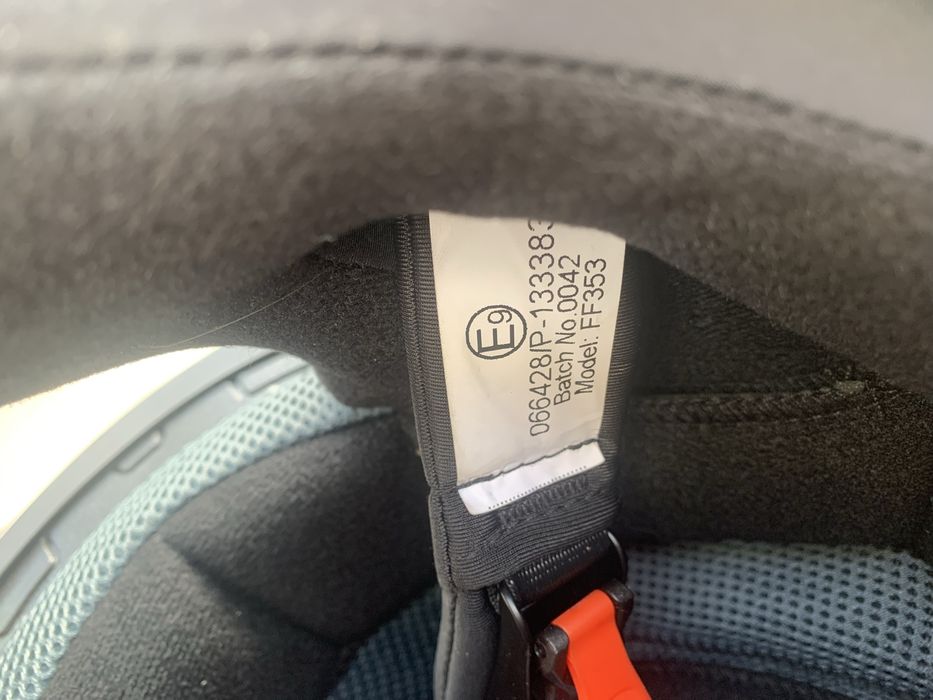 E9
066428/P-133383
Batch No.0042
Model: FF353